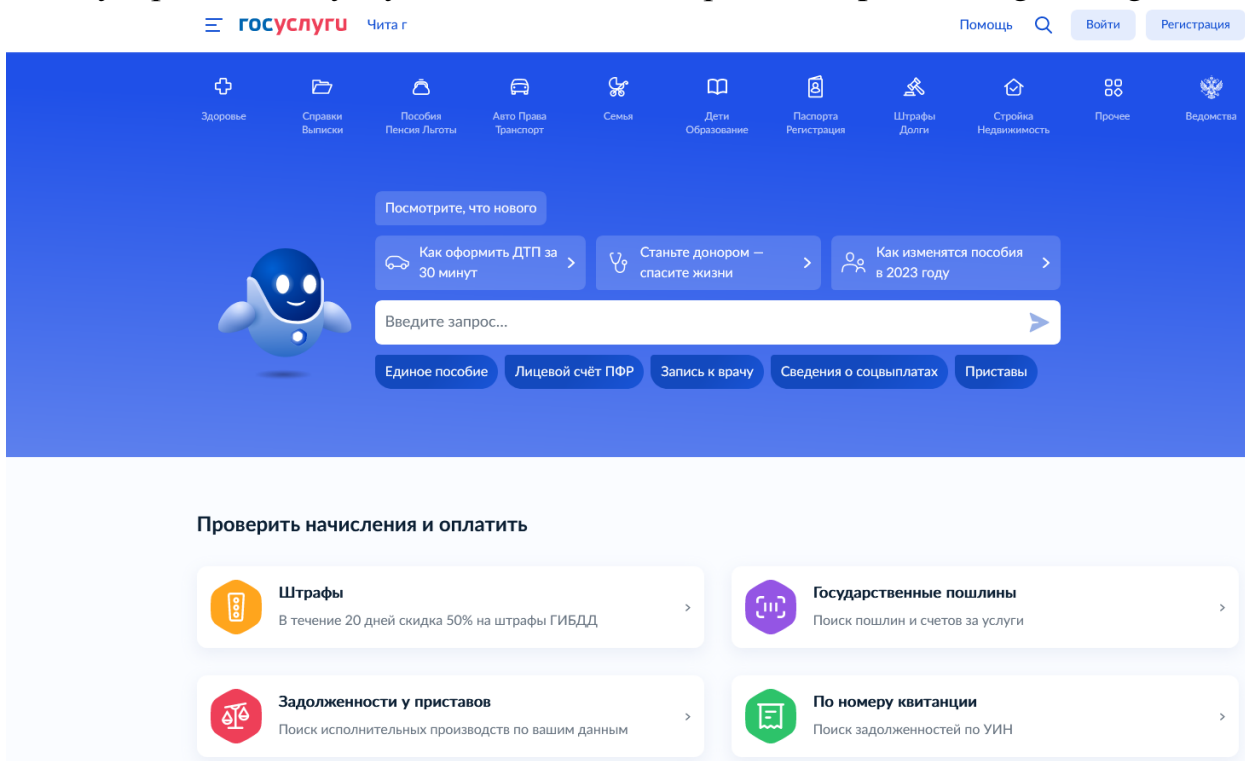 госуслуги Чита г Помощь Войти Регистрация
Здоровье Справки Пособия Авто Права Семья Дети Паспорта Штрафы Стройка Прочее Ведомства
Выписки Пенсия Льготы Транспорт Образование Регистрация Долги Недвижимость
Посмотрите, что нового
Как оформить ДТП за Станьте донором — Как изменятся пособия
30 минут спасите жизни в 2023 году
Введите запрос...
Единое пособие Лицевой счёт ПФР Запись к врачу Сведения о соцвыплатах Приставы
Проверить начисления и оплатить
Штрафы Государственные пошлины
В течение 20 дней скидка 50% на штрафы ГИБДД Поиск пошлин и счетов за услуги
Задолженности у приставов По номеру квитанции
Поиск исполнительных производств по вашим данным Поиск задолженностей по УИН